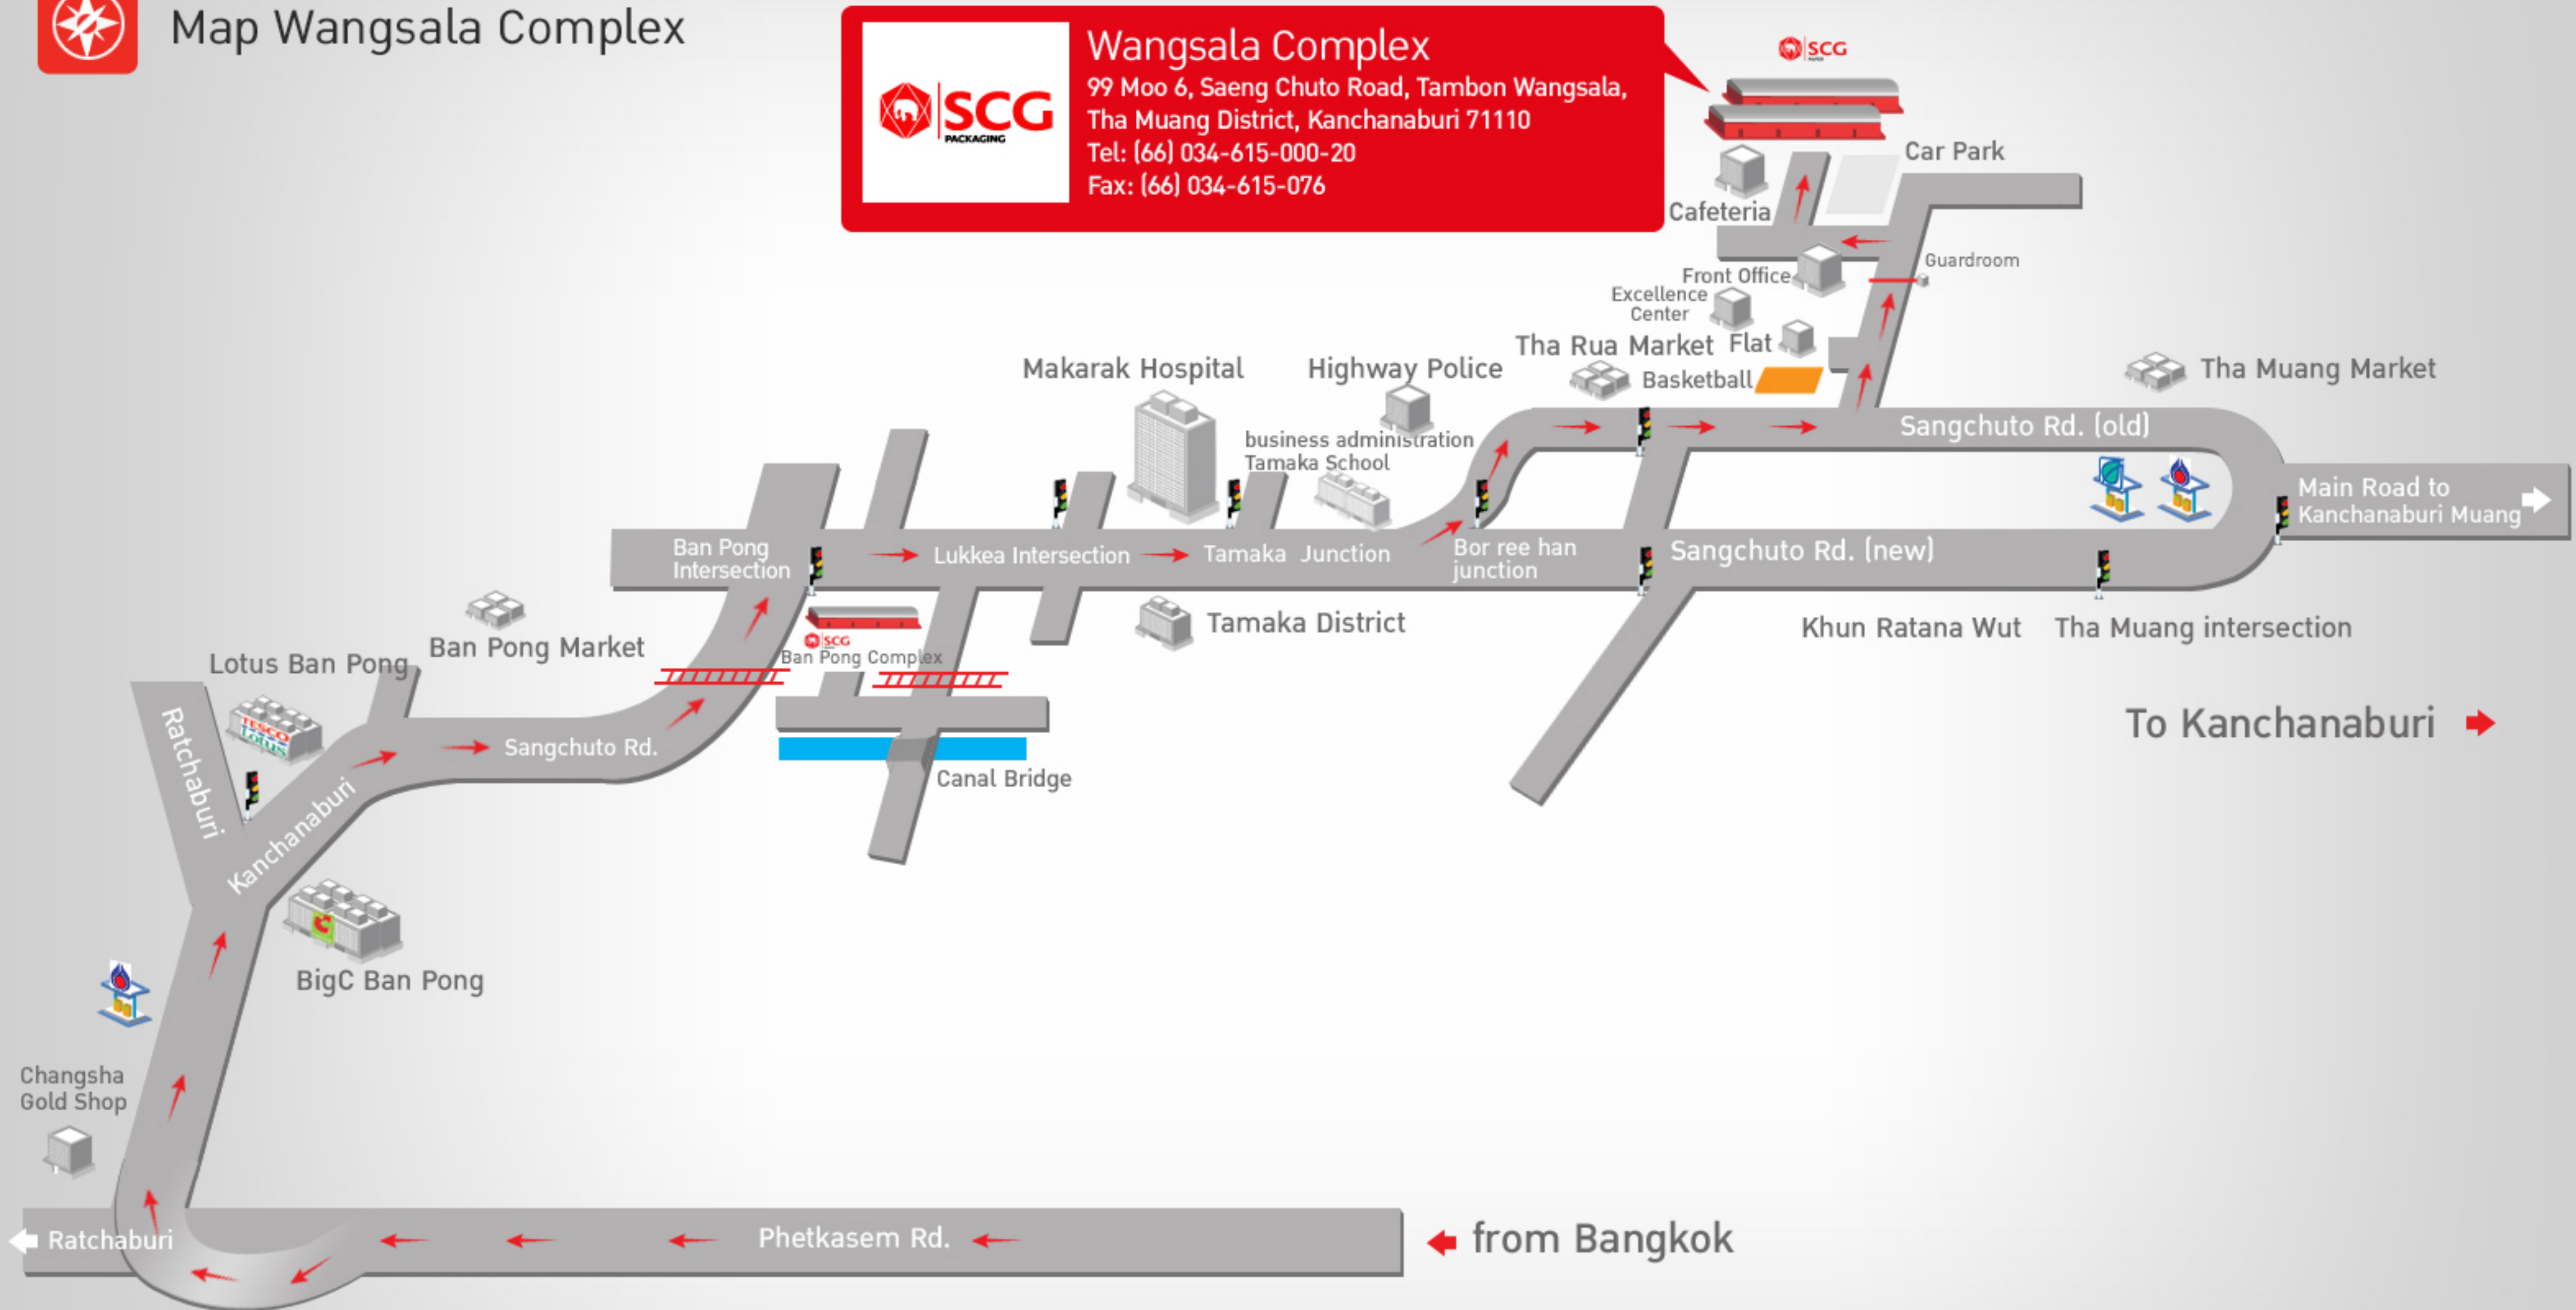 Map Wangsala Complex
SCG
PACKAGING
Wangsala Complex
99 Moo 6, Saeng Chuto Road, Tambon Wangsala,
Tha Muang District, Kanchanaburi 71110
Tel: (66) 034-615-000-20
Fax: (66) 034-615-076
SCG
Car Park
Cafeteria
Guardroom
Front Office
Excellence
Center
Tha Rua Market
Flat
Basketball
Makarak Hospital
Highway Police
Tha Muang Market
business administration
Tamaka School
Sangchuto Rd. (old)
Main Road to
Kanchanaburi Muang
Ban Pong
Intersection
Lukkea Intersection
Tamaka Junction
Bor ree han
junction
Sangchuto Rd. (new)
Tamaka District
Khun Ratana Wut
Tha Muang intersection
Ban Pong Market
SCG
Ban Pong Complex
Lotus Ban Pong
TESCO
Lotus
Ratchaburi
Kanchanaburi
Sangchuto Rd.
Canal Bridge
To Kanchanaburi
BigC Ban Pong
Changsha
Gold Shop
Ratchaburi
Phetkasem Rd.
from Bangkok